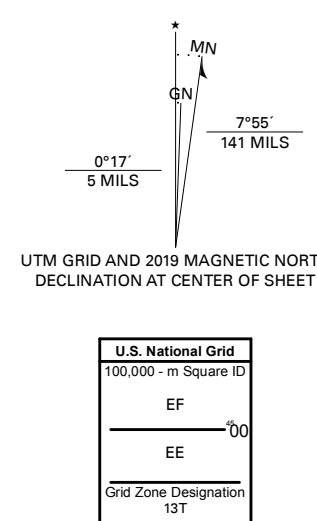 ★
MN
GN
7°55´
141 MILS
0°17´
5 MILS
UTM GRID AND 2019 MAGNETIC NORT
DECLINATION AT CENTER OF SHEET
U.S. National Grid
100,000 - m Square ID
EF
4500
EE
Grid Zone Designation
13T